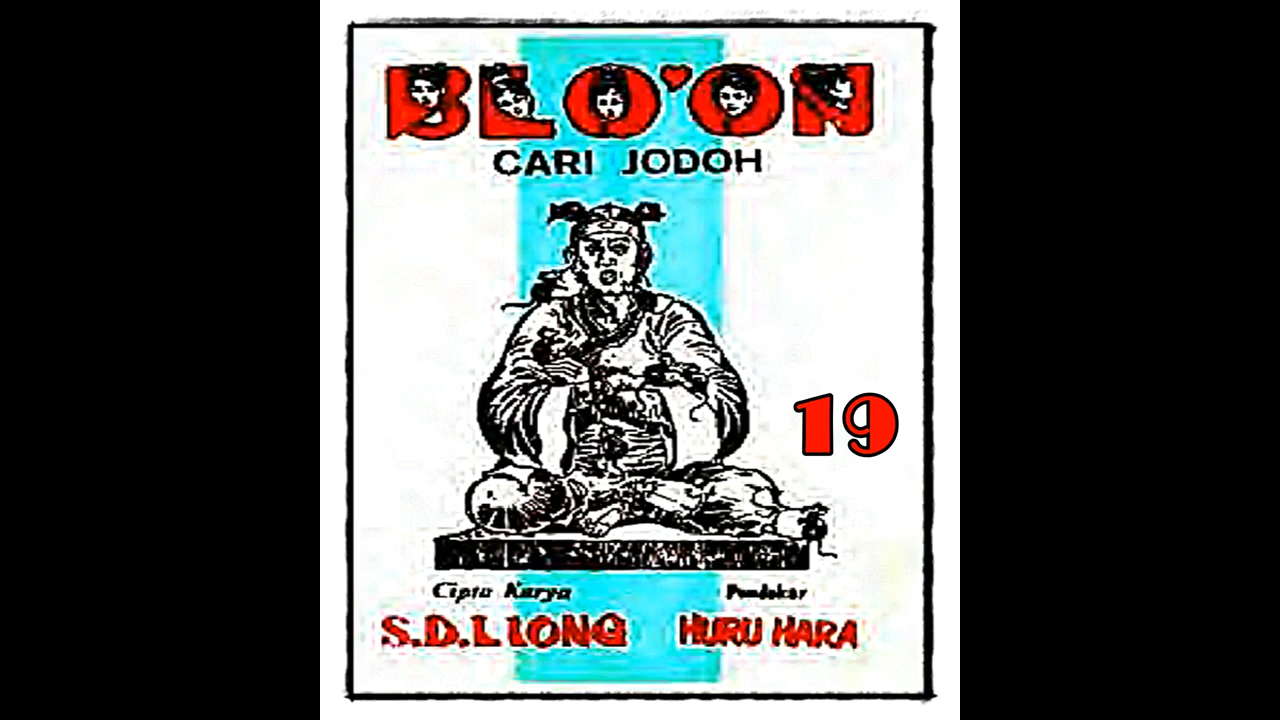 BLO'ON
CARI JODOH
19
Cipta Karya
Pendekar
S.D.LIONG
HURU HARA